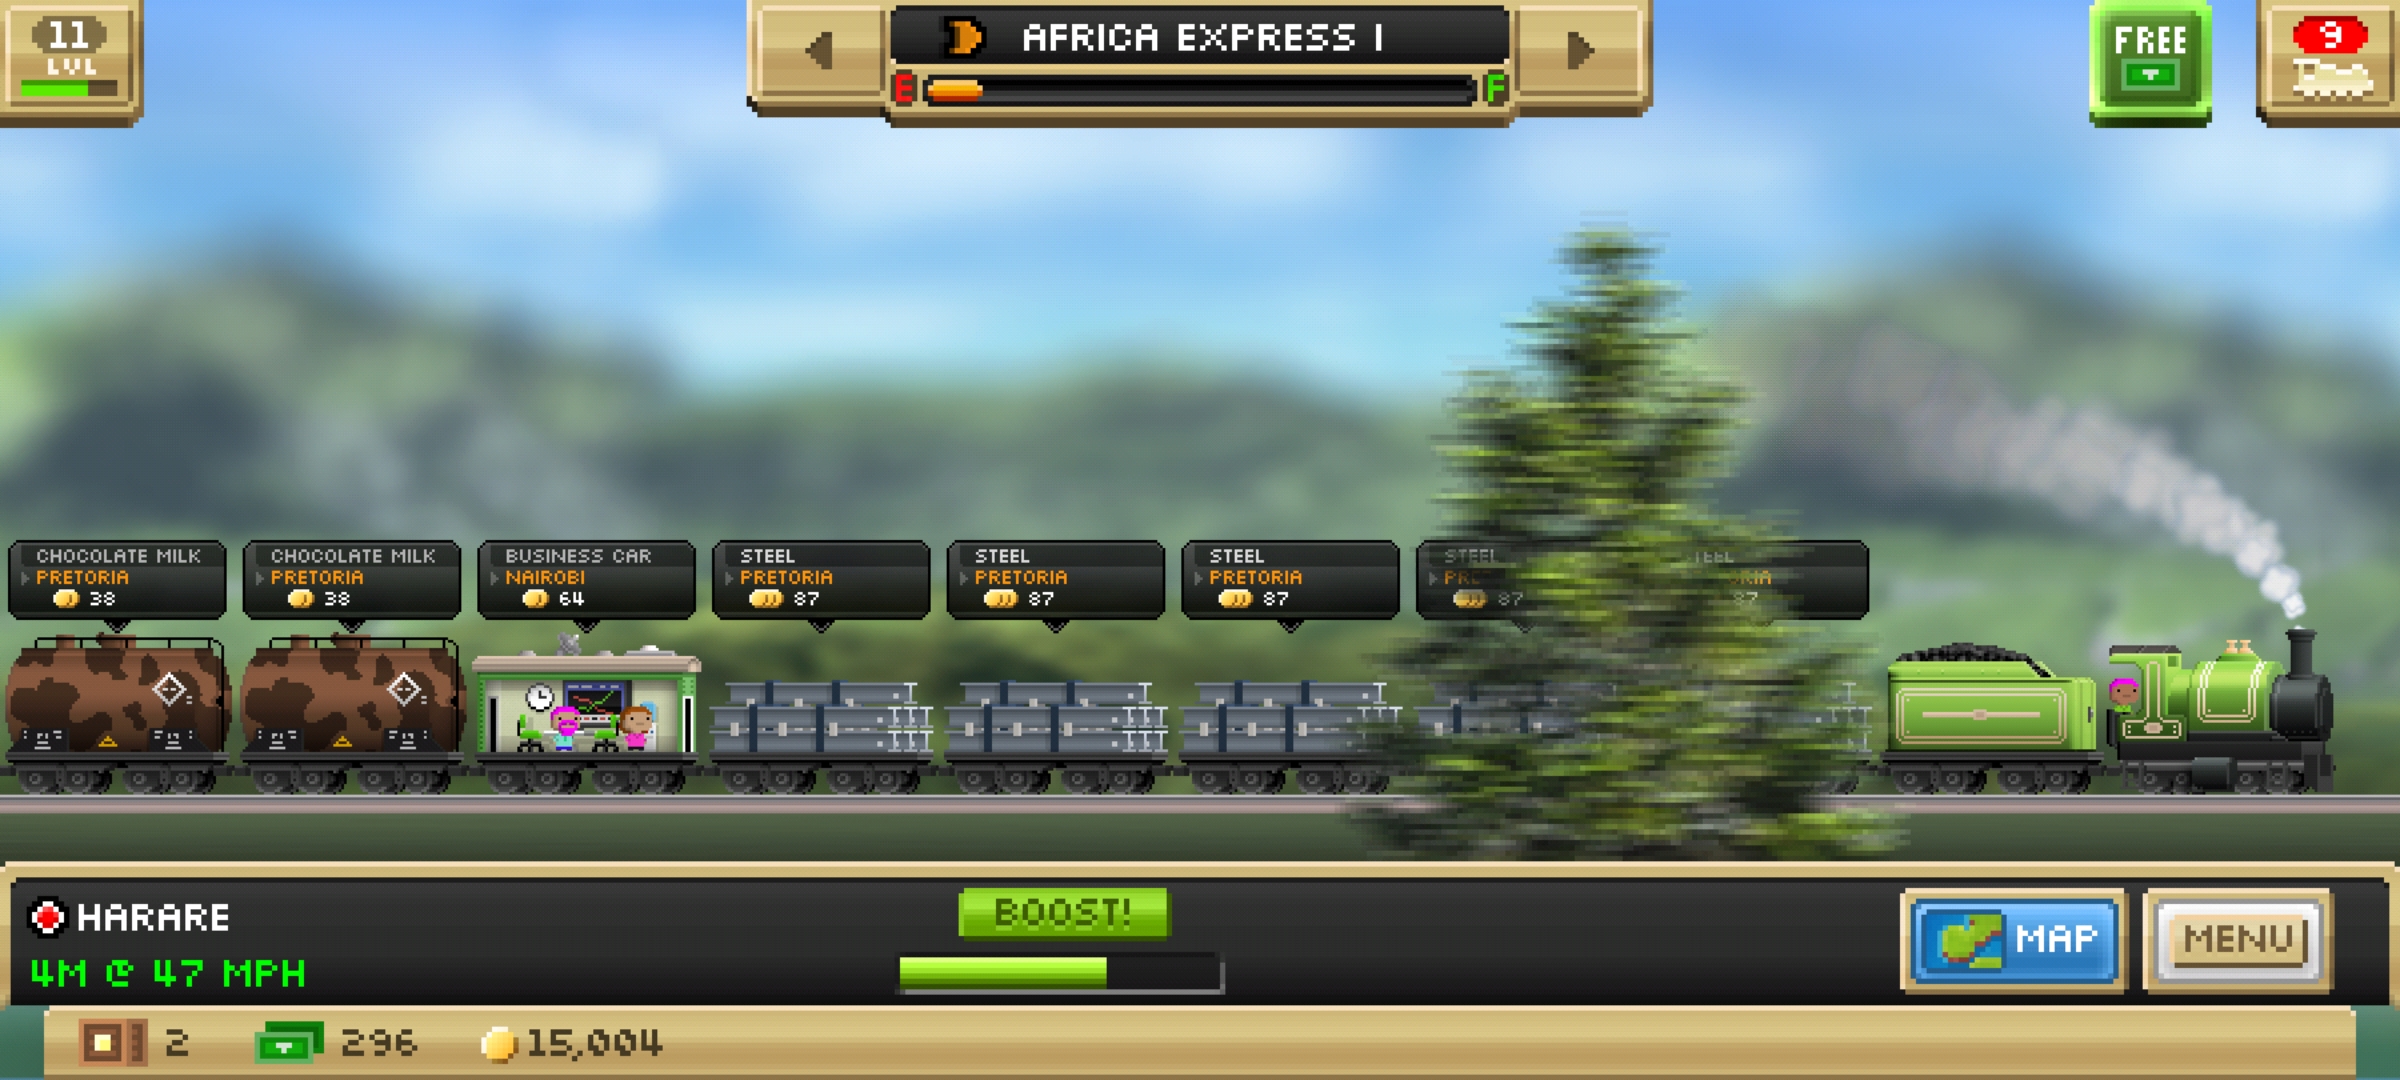 11
LVL
AFRICA EXPRESS I
E
F
FREE
9
CHOCOLATE MILK
PRETORIA
38
CHOCOLATE MILK
PRETORIA
38
BUSINESS CAR
NAIROBI
64
STEEL
PRETORIA
87
STEEL
PRETORIA
87
STEEL
PRETORIA
87
STEEL
87
STEEL
87
HARARE
4M @ 47 MPH
BOOST!
MAP
MENU
2
296
15,004